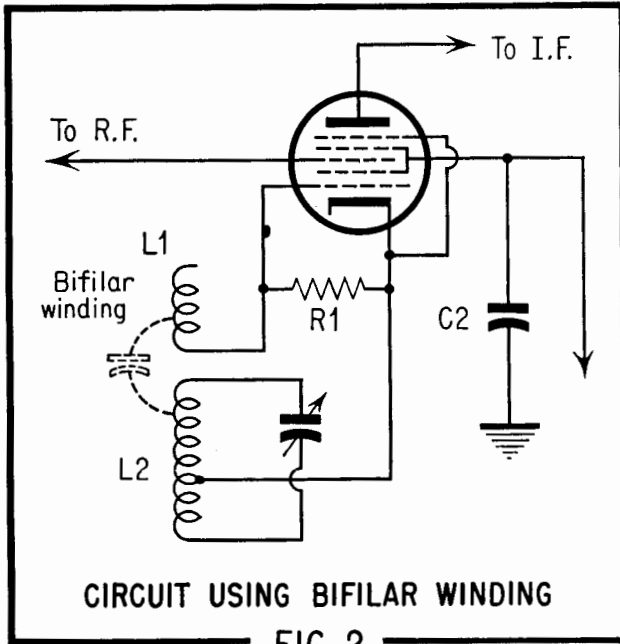 To I.F.
To R.F.
L1
Bifilar
winding
R1
C2
L2
CIRCUIT USING BIFILAR WINDING
FIG 2